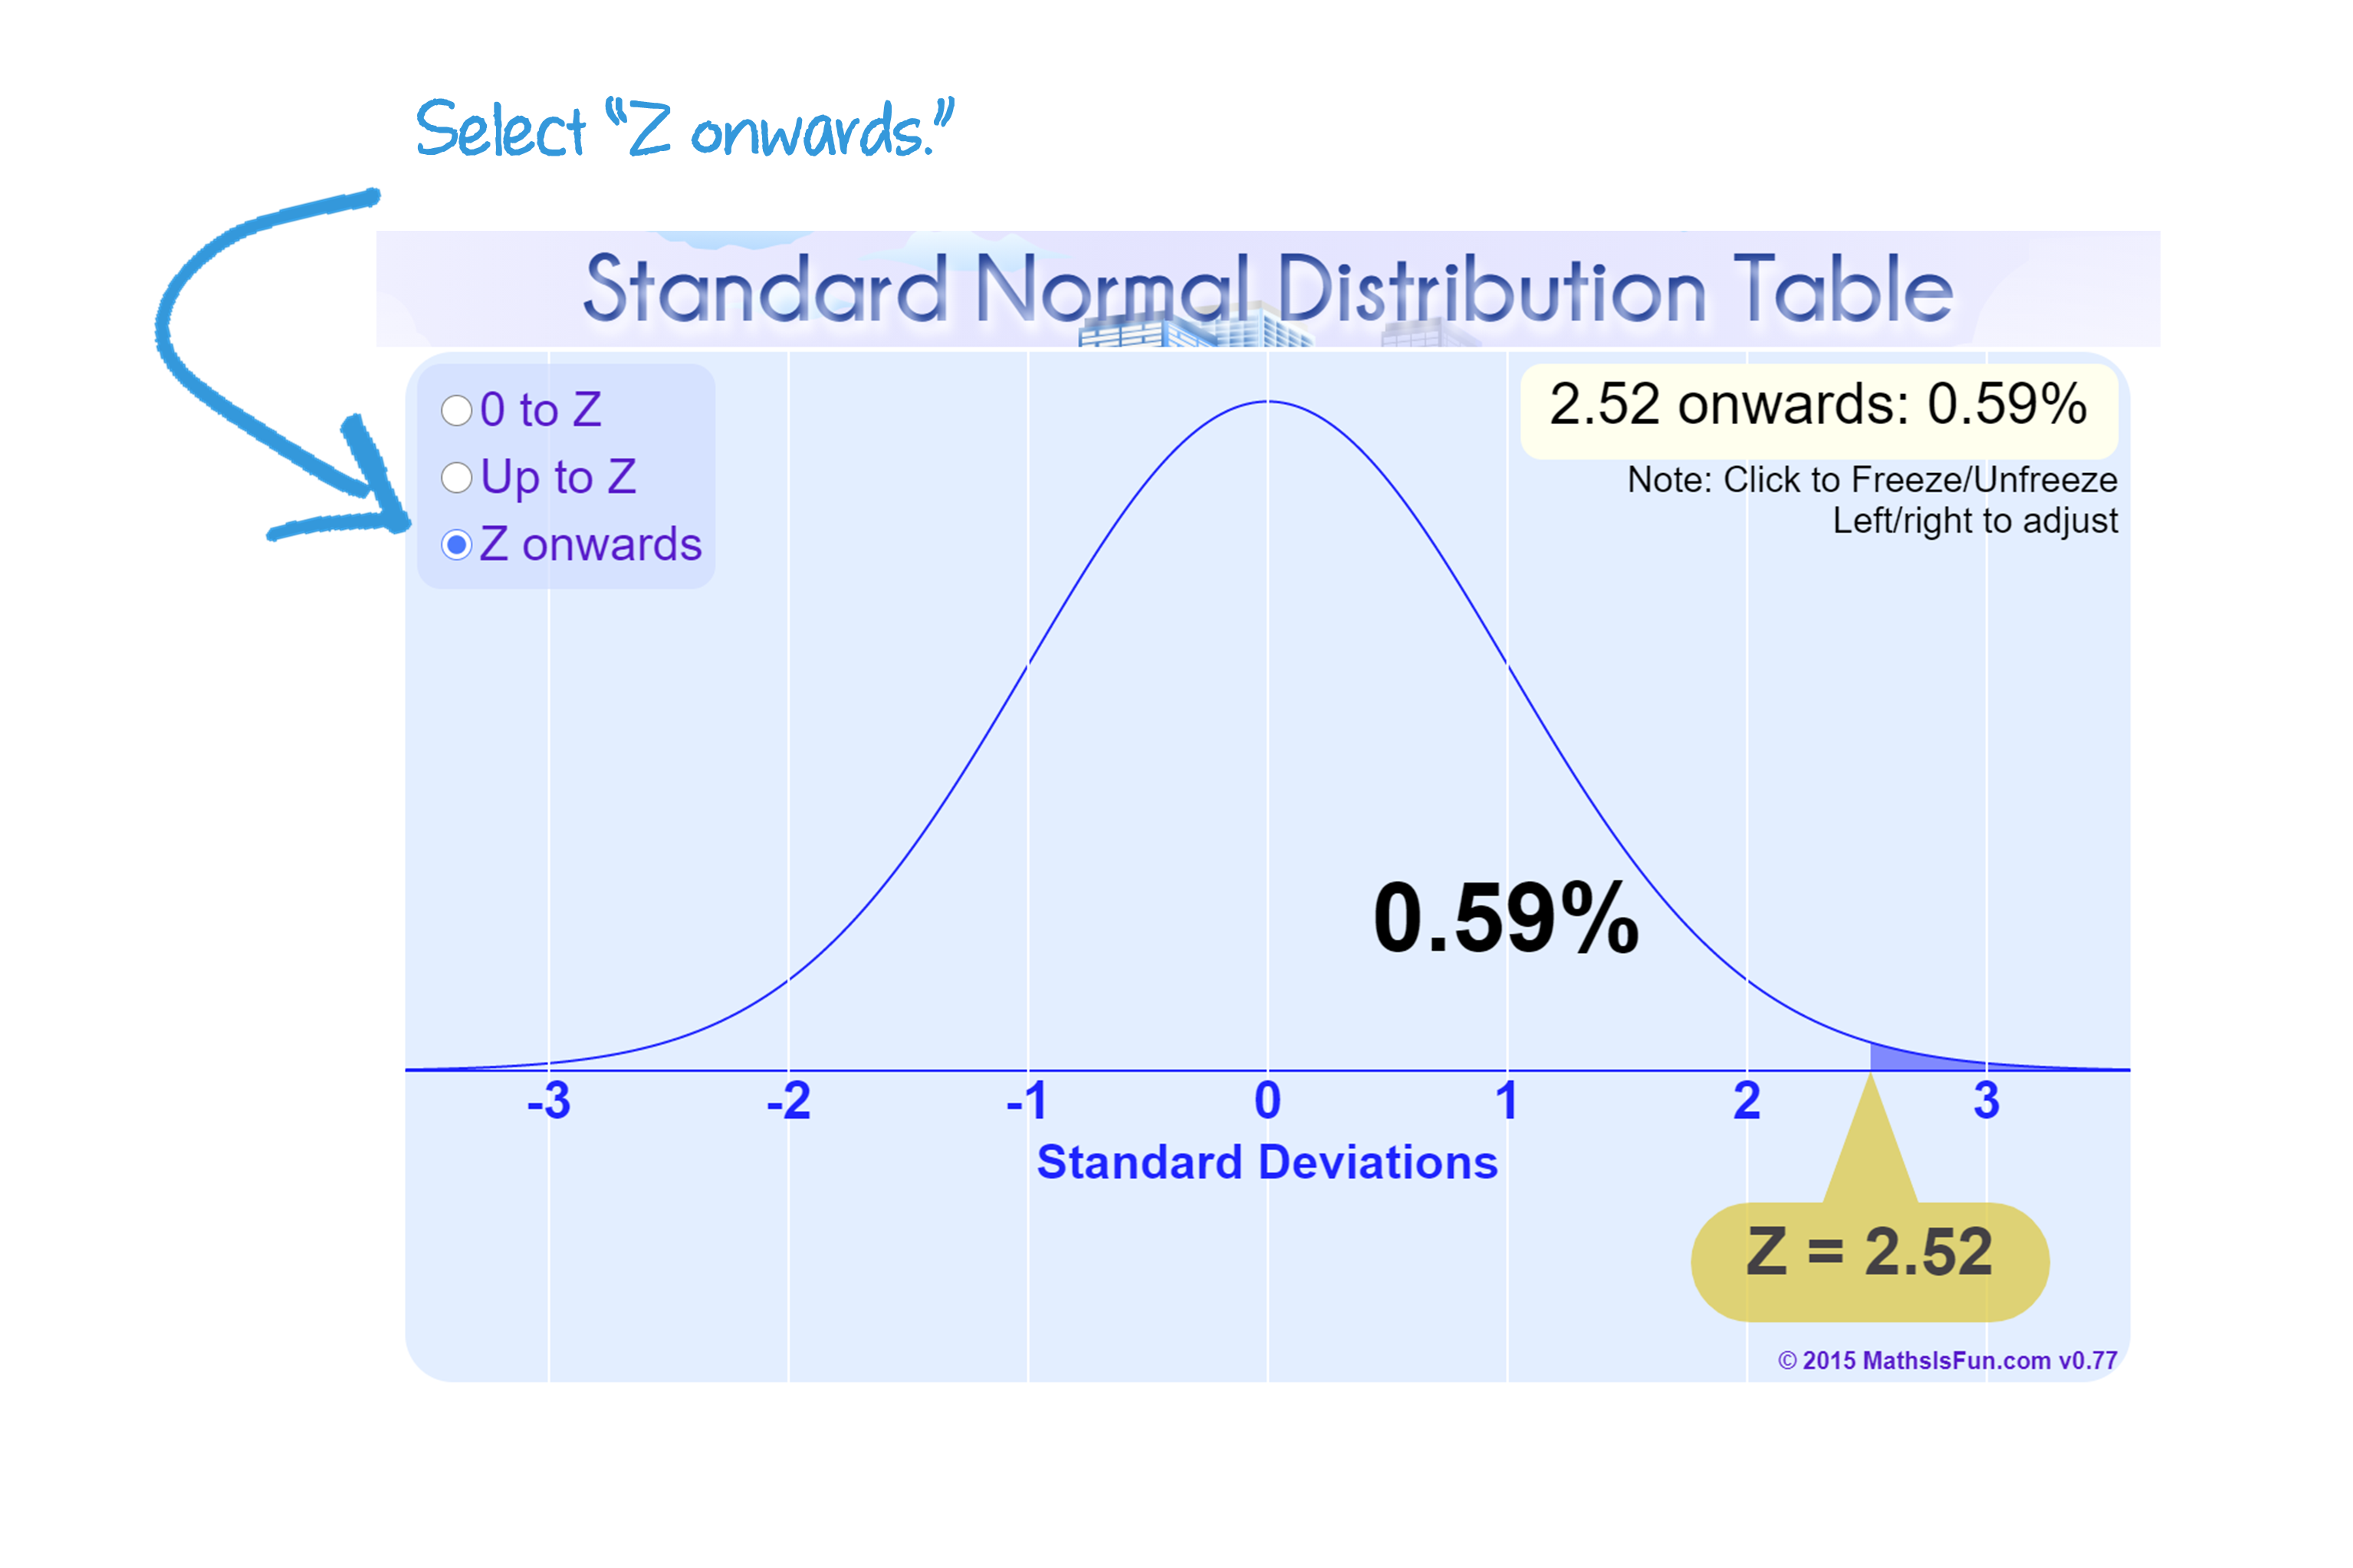 Select “Z onwards.”
Standard Normal Distribution Table
0 to Z
Up to Z
Z onwards
2.52 onwards: 0.59%
Note: Click to Freeze/Unfreeze
Left/right to adjust
0.59%
-3 -2 -1 0 1 2 3
Standard Deviations
Z = 2.52
© 2015 MathsIsFun.com v0.77